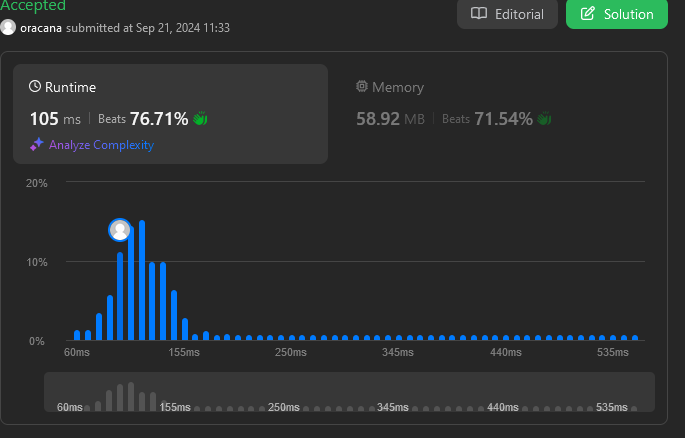 Accepted
oracana submitted at Sep 21, 2024 11:33
Editorial
Solution
Runtime
105 ms | Beats 76.71%
Analyze Complexity
Memory
58.92 MB | Beats 71.54%
20%
10%
0%
60ms 155ms 250ms 345ms 440ms 535ms
60ms 155ms 250ms 345ms 440ms 535ms